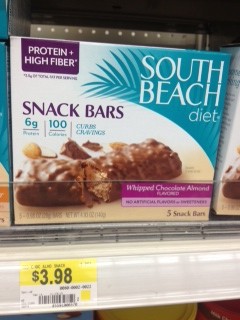 PROTEIN +
HIGH FIBER*
SOUTH
BEACH
diet
SNACK BARS
6g
Protein
100
Calories
CURBS
CRAVINGS
Whipped Chocolate Almond
FLAVORED
NO ARTIFICIAL FLAVORS OR SWEETENERS
5 Snack Bars
$3.98